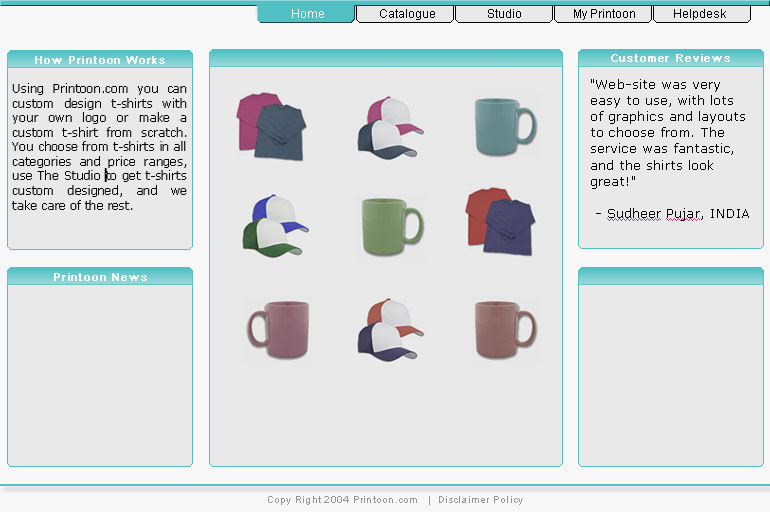 Home Catalogue Studio My Printoon Helpdesk
How Printoon Works
Using Printoon.com you can
custom design t-shirts with
your own logo or make a
custom t-shirt from scratch.
You choose from t-shirts in all
categories and price ranges,
use The Studio to get t-shirts
custom designed, and we
take care of the rest.
Customer Reviews
"Web-site was very
easy to use, with lots
of graphics and layouts
to choose from. The
service was fantastic,
and the shirts look
great!"
- Sudheer Pujar, INDIA
Printoon News
Copy Right 2004 Printoon.com | Disclaimer Policy